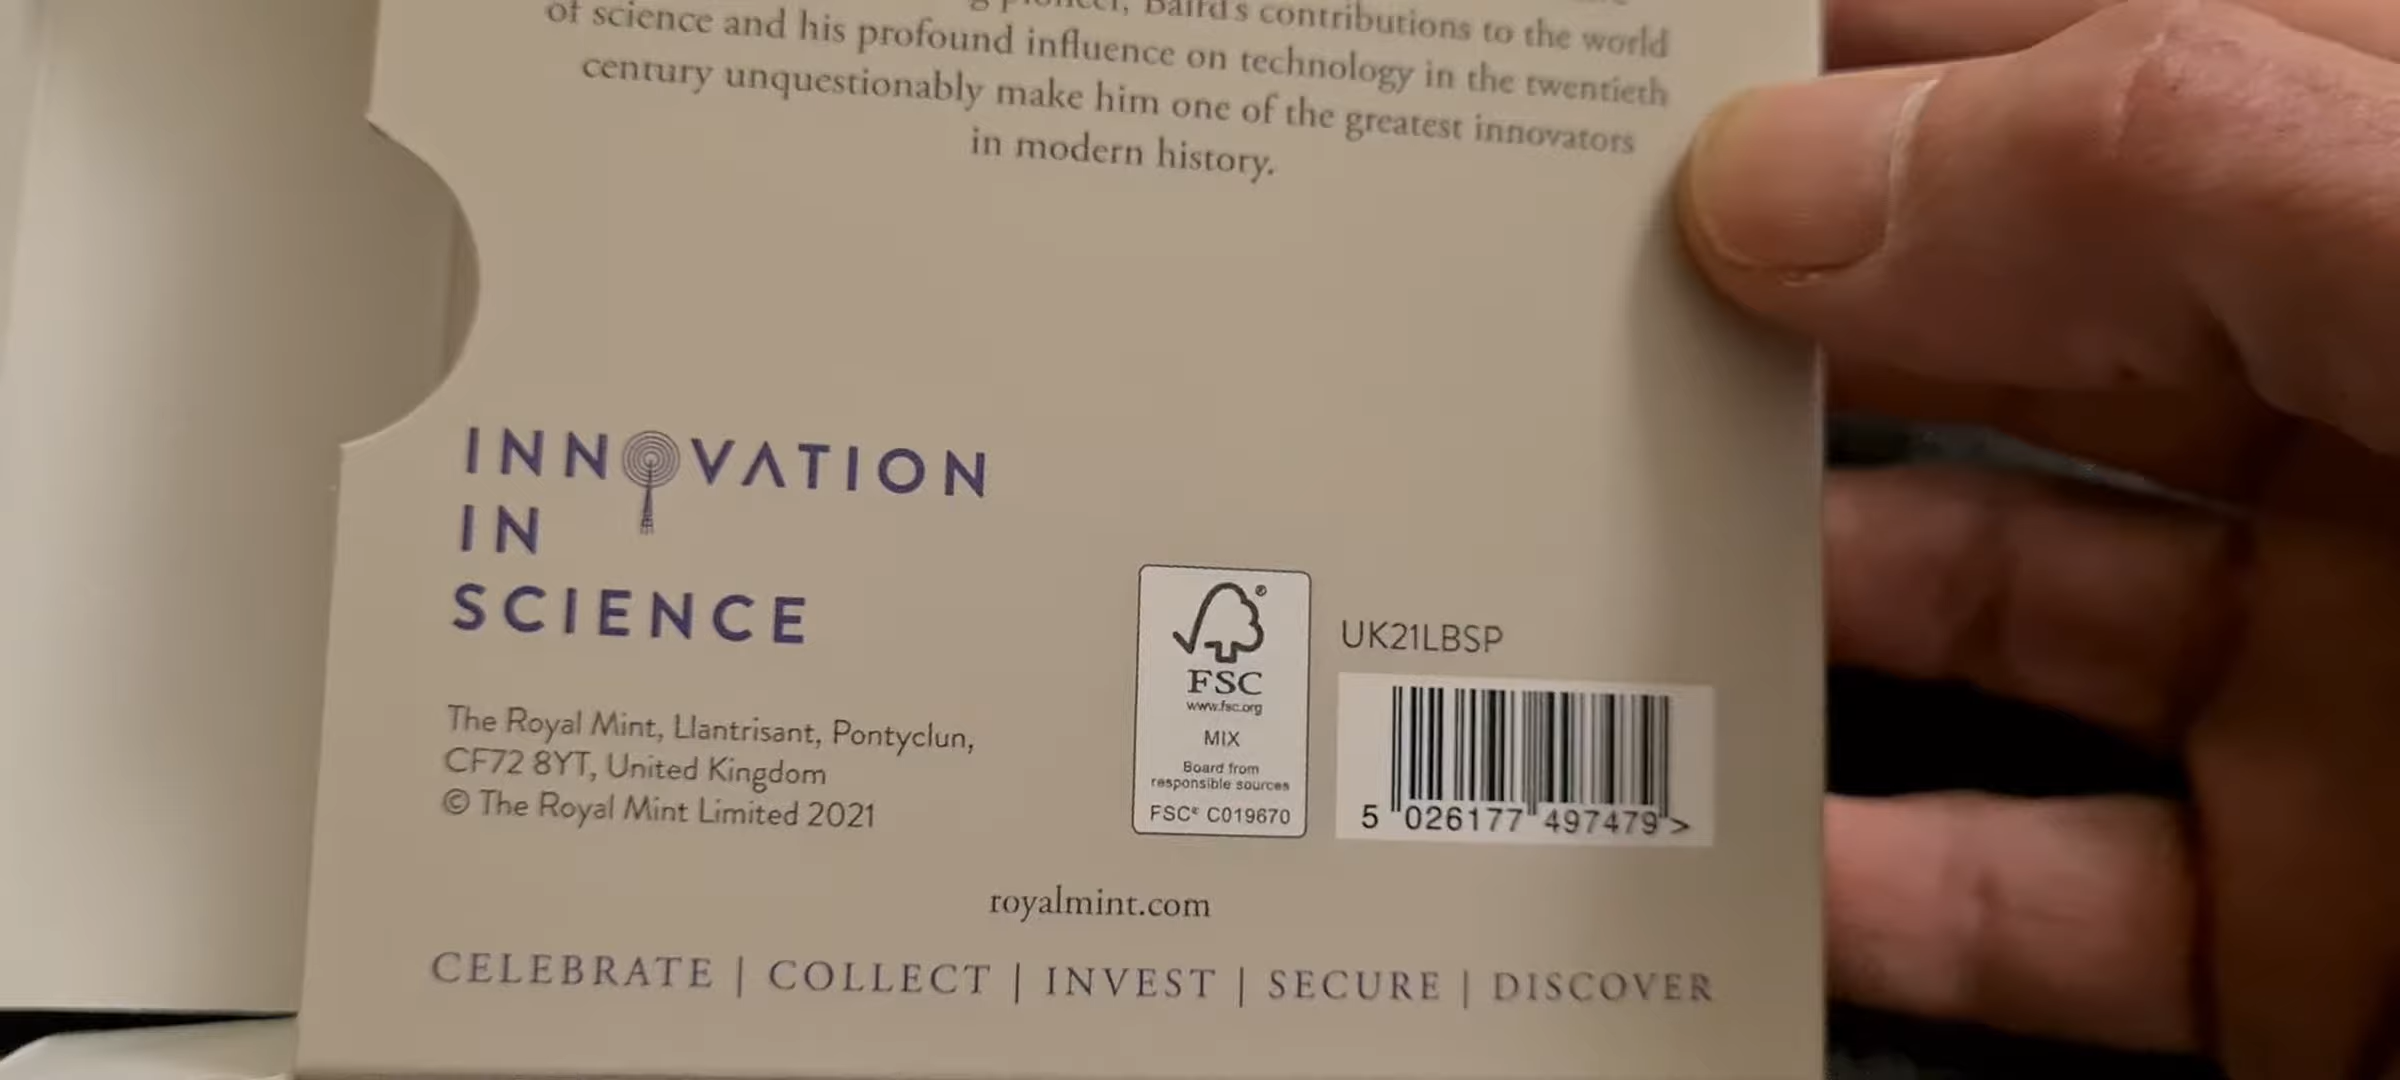 pioneer, Baird's contributions to the world
of science and his profound influence on technology in the twentieth
century unquestionably make him one of the greatest innovators
in modern history.
INNOVATION
IN
SCIENCE
The Royal Mint, Llantrisant, Pontyclun,
CF72 8YT, United Kingdom
© The Royal Mint Limited 2021
FSC®
www.fsc.org
MIX
Board from
responsible sources
FSC® C019670
UK21LBSP
5 026177 497479 >
royalmint.com
CELEBRATE | COLLECT | INVEST | SECURE | DISCOVER